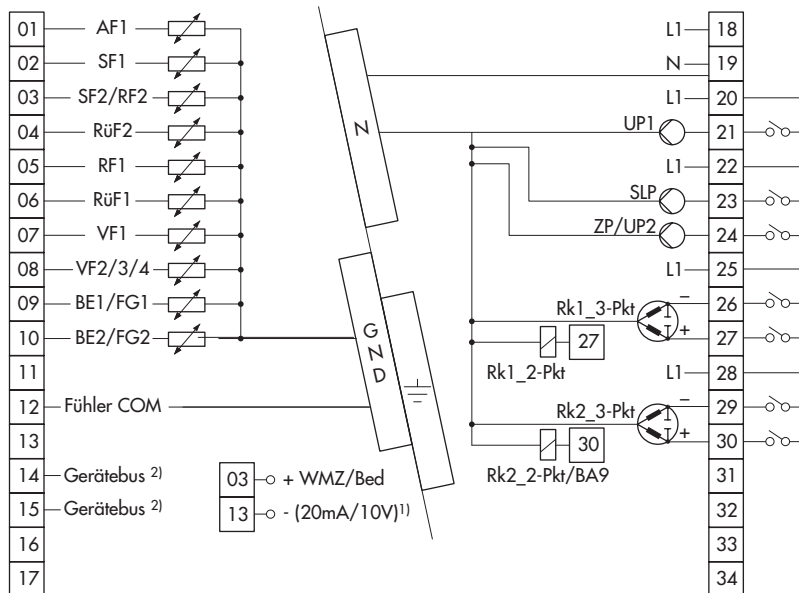 01 AF1 L1 18
02 SF1 N 19
03 SF2/RF2 L1 20
04 RüF2 N UP1 21
05 RF1 L1 22
06 RüF1 SLP 23
07 VF1 ZP/UP2 24
08 VF2/3/4 L1 25
09 BE1/FG1 Rk1_3-Pkt − 26
10 BE2/FG2 GND 27 + 27
Rk1_2-Pkt
11 L1 28
12 Fühler COM Rk2_3-Pkt − 29
13 30 + 30
14 Gerätebus 2) 03 + WMZ/Bed Rk2_2-Pkt/BA9 31
15 Gerätebus 2) 13 - (20mA/10V)1) 32
16 33
17 34